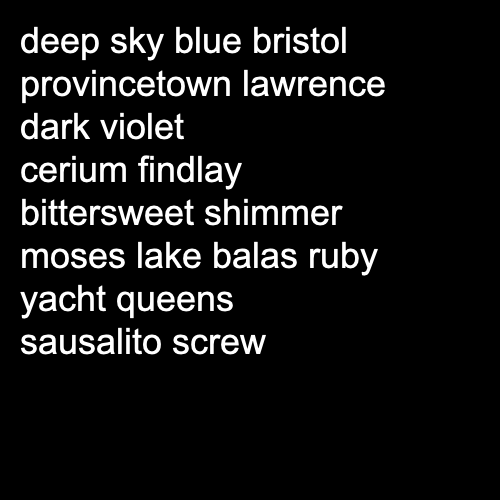 deep sky blue bristol
provincetown lawrence
dark violet
cerium findlay
bittersweet shimmer
moses lake balas ruby
yacht queens
sausalito screw